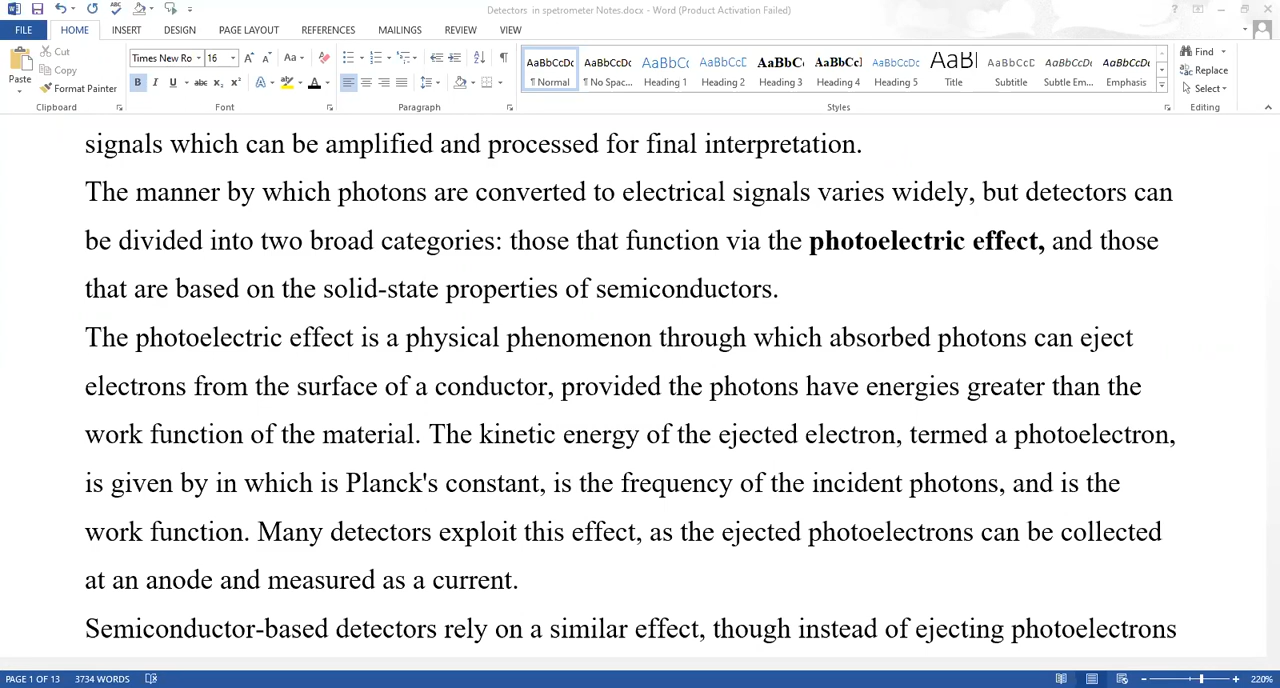 Detectors in spetrometer Notes.docx - Word (Product Activation Failed)
FILE HOME INSERT DESIGN PAGE LAYOUT REFERENCES MAILINGS REVIEW VIEW
Paste
Cut
Copy
Format Painter
Clipboard
Times New Ro 16
Font
Paragraph
AaBbCcDc AaBbCcDc AaBbCc AaBbCcD AaBbCc AaBbCc AaBbCcDc AaBl AaBbCcD AaBbCcDc AaBbCcDc
¶ Normal ¶ No Spac... Heading 1 Heading 2 Heading 3 Heading 4 Heading 5 Title Subtitle Subtle Em... Emphasis
Styles
Find
Replace
Select
Editing
signals which can be amplified and processed for final interpretation.
The manner by which photons are converted to electrical signals varies widely, but detectors can
be divided into two broad categories: those that function via the photoelectric effect, and those
that are based on the solid-state properties of semiconductors.
The photoelectric effect is a physical phenomenon through which absorbed photons can eject
electrons from the surface of a conductor, provided the photons have energies greater than the
work function of the material. The kinetic energy of the ejected electron, termed a photoelectron,
is given by in which is Planck's constant, is the frequency of the incident photons, and is the
work function. Many detectors exploit this effect, as the ejected photoelectrons can be collected
at an anode and measured as a current.
Semiconductor-based detectors rely on a similar effect, though instead of ejecting photoelectrons
PAGE 1 OF 13 3734 WORDS 220%